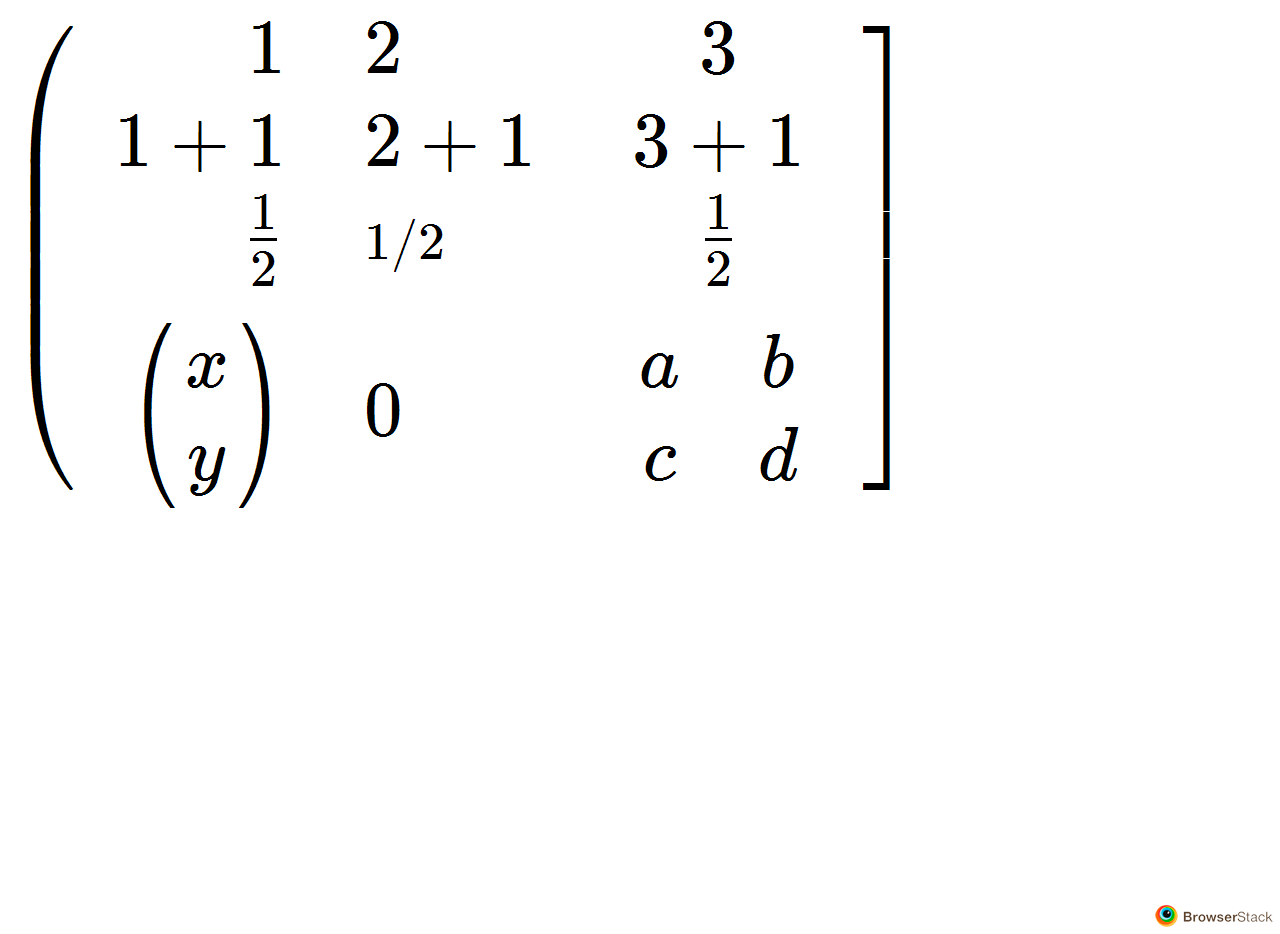 1 2 3
1 + 1 2 + 1 3 + 1
1/2 1/2 1/2
(x y) 0 a b
c d
BrowserStack